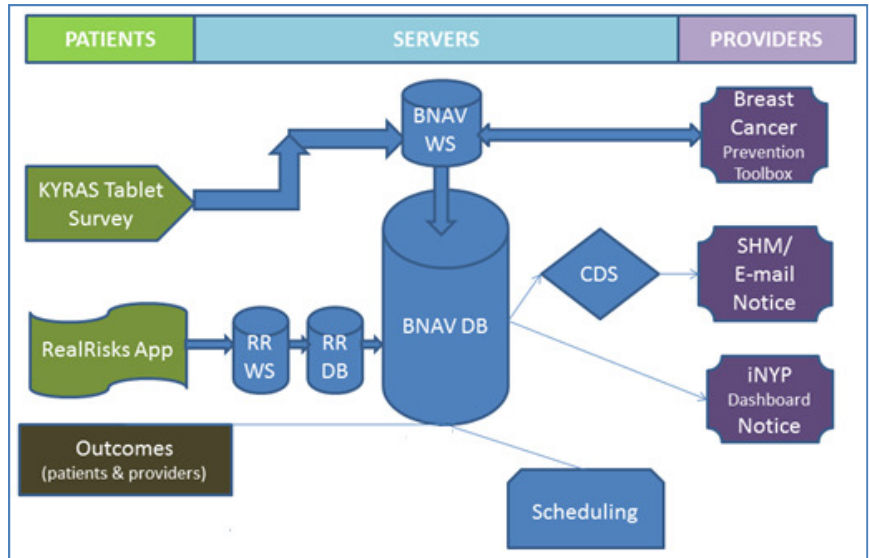 PATIENTS
SERVERS
PROVIDERS
BNAV
WS
Breast
Cancer
Prevention
Toolbox
KYRAS Tablet
Survey
SHM/
E-mail
Notice
CDS
BNAV DB
RealRisks App
RR
WS
RR
DB
iNYP
Dashboard
Notice
Outcomes
(patients & providers)
Scheduling